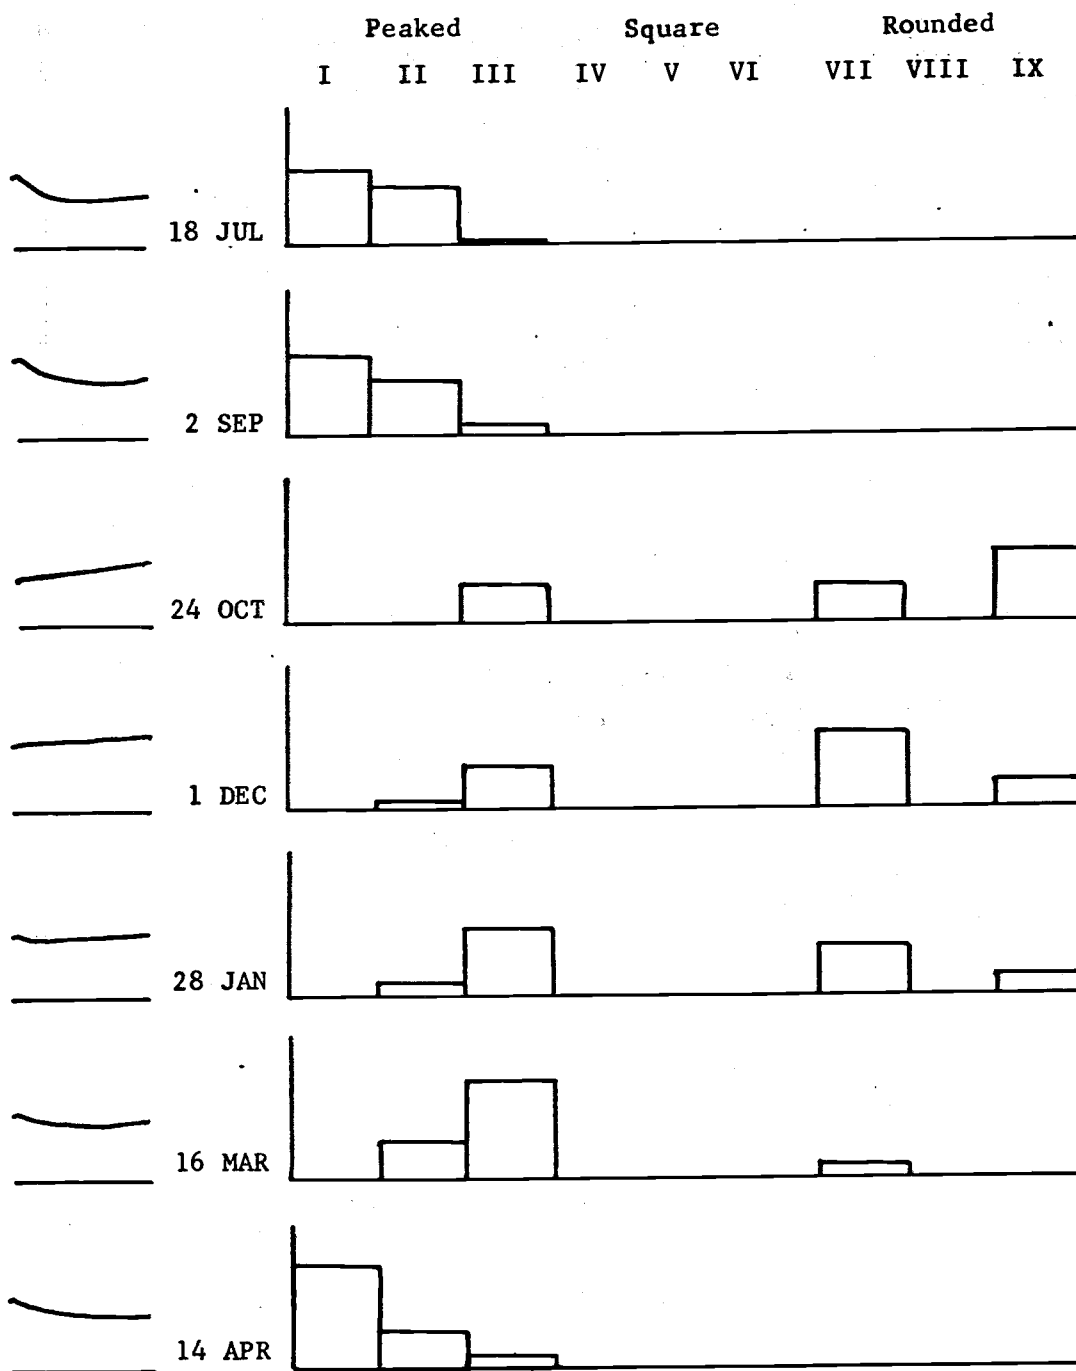 Peaked Square Rounded
I II III IV V VI VII VIII IX
18 JUL
2 SEP
24 OCT
1 DEC
28 JAN
16 MAR
14 APR